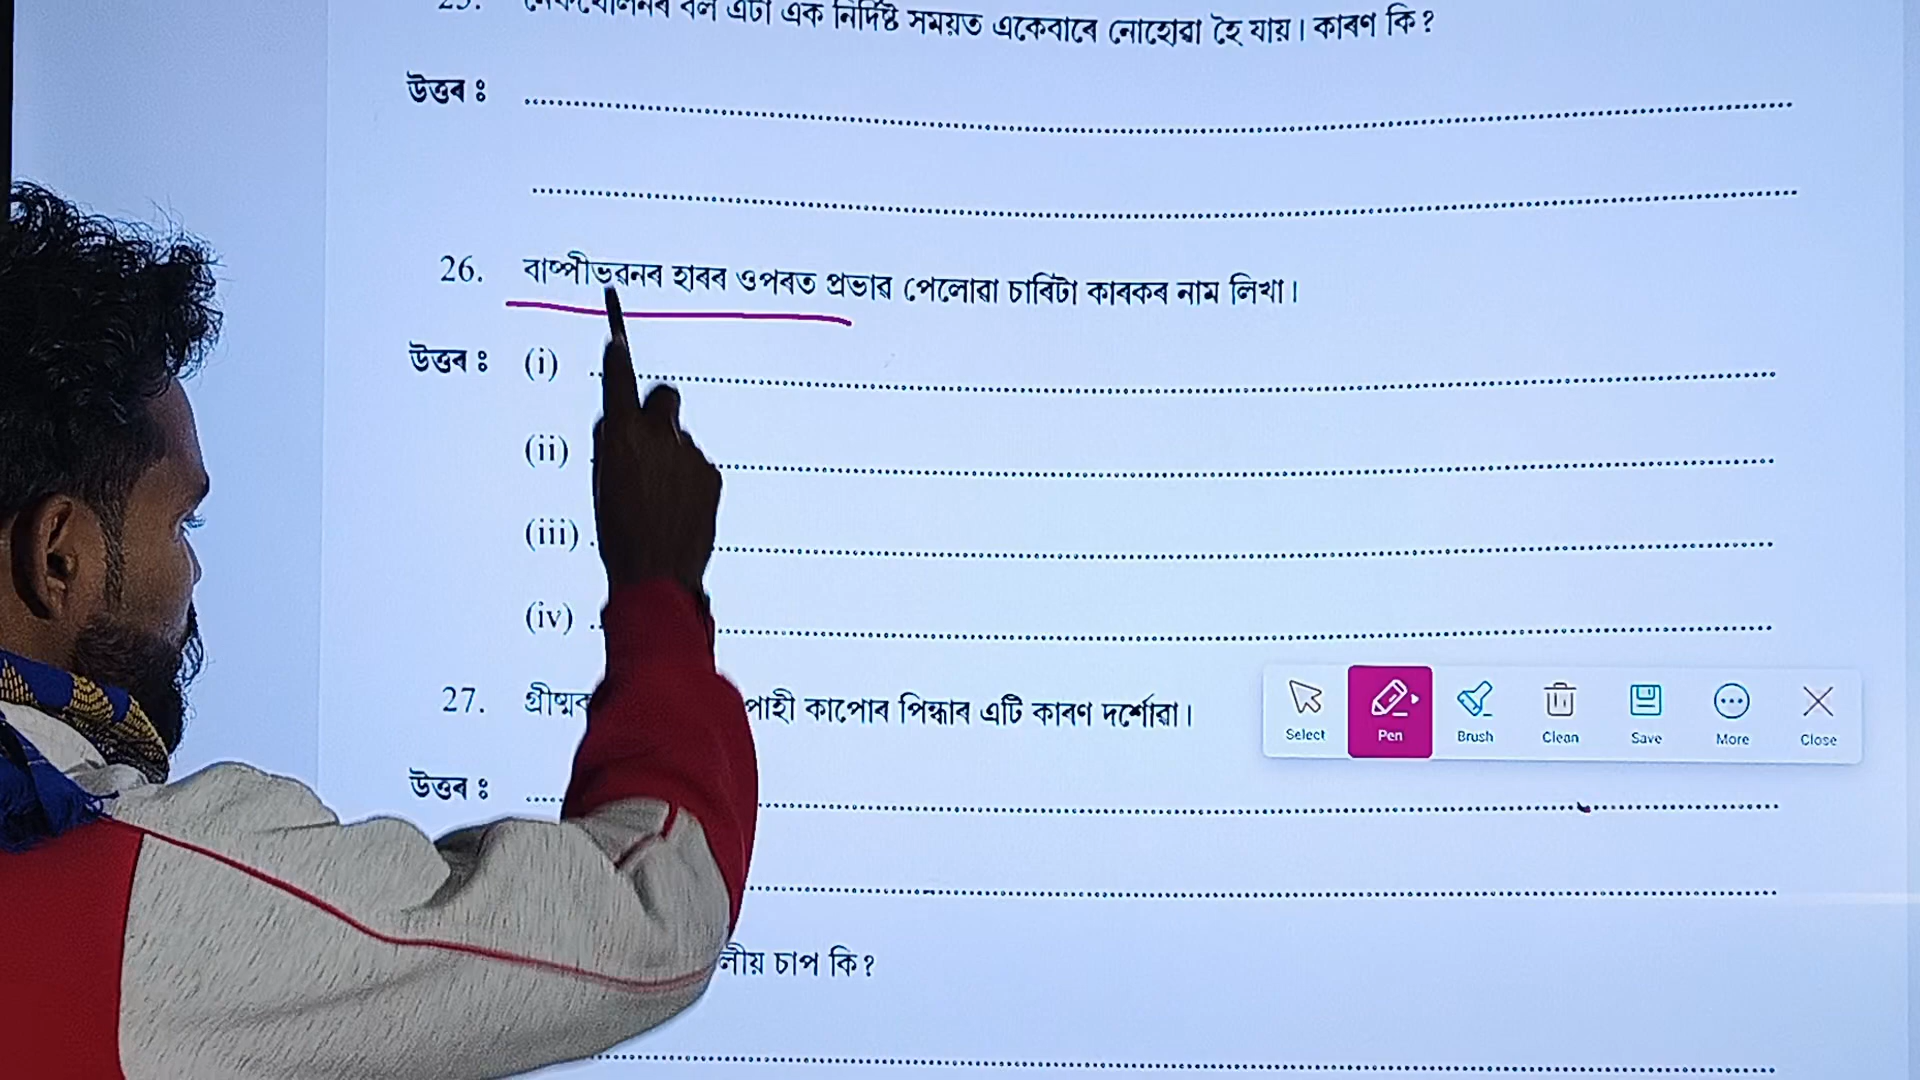 বল এটা এক নিৰ্দিষ্ট সময়ত একেবাৰে নোহোৱা হৈ যায়। কাৰণ কি?
উত্তৰ ঃ
26. বাষ্পীভৱনৰ হাৰৰ ওপৰত প্ৰভাৱ পেলোৱা চাৰিটা কাৰকৰ নাম লিখা।
উত্তৰ ঃ (i)
(ii)
(iii)
(iv)
27. পাহী কাপোৰ পিন্ধাৰ এটি কাৰণ দৰ্শোৱা।
Select Pen Brush Clean Save More Close
উত্তৰ ঃ
চাপ কি?